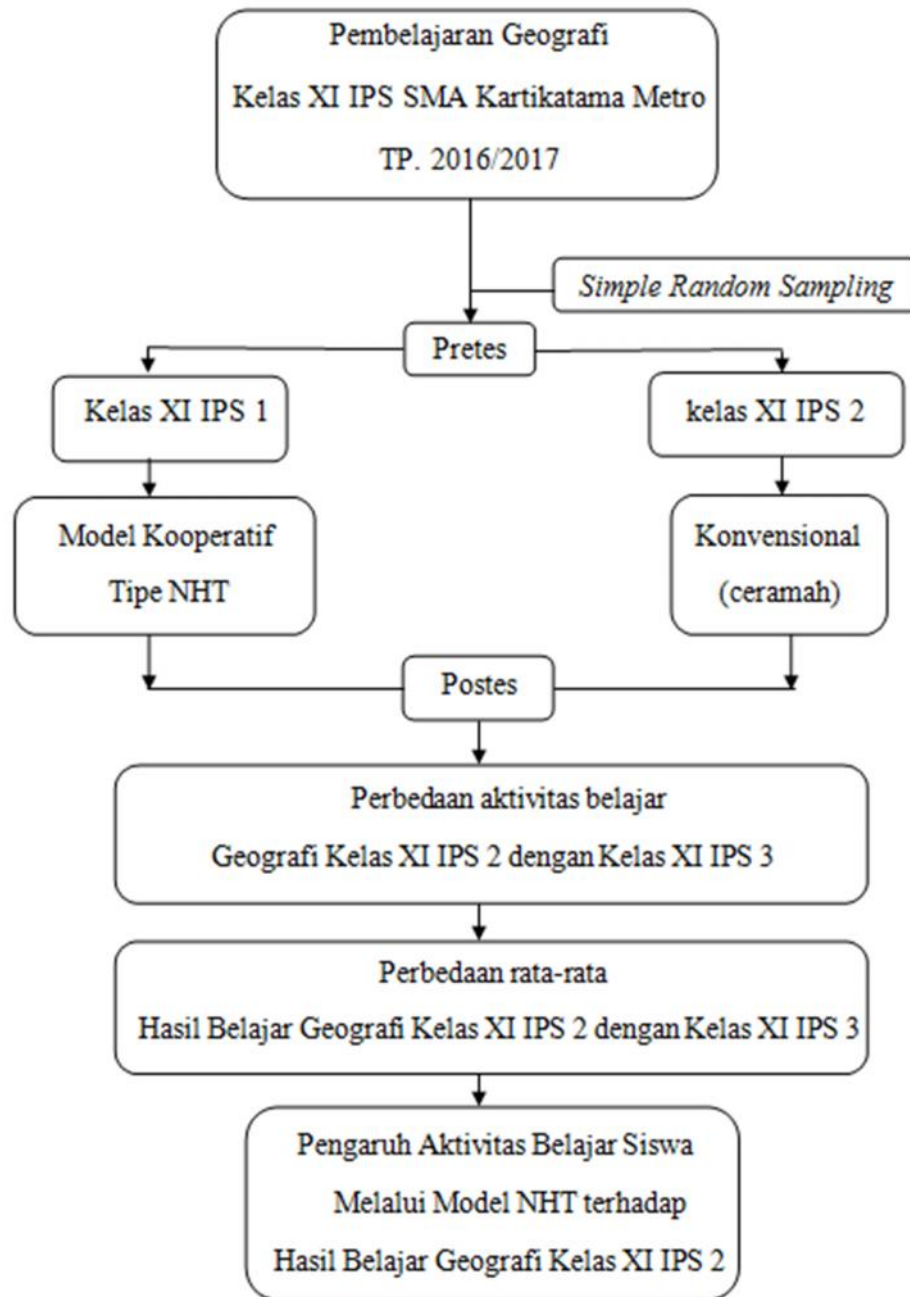 Pembelajaran Geografi
Kelas XI IPS SMA Kartikatama Metro
TP. 2016/2017
Simple Random Sampling
Pretes
Kelas XI IPS 1
kelas XI IPS 2
Model Kooperatif
Tipe NHT
Konvensional
(ceramah)
Postes
Perbedaan aktivitas belajar
Geografi Kelas XI IPS 2 dengan Kelas XI IPS 3
Perbedaan rata-rata
Hasil Belajar Geografi Kelas XI IPS 2 dengan Kelas XI IPS 3
Pengaruh Aktivitas Belajar Siswa
Melalui Model NHT terhadap
Hasil Belajar Geografi Kelas XI IPS 2